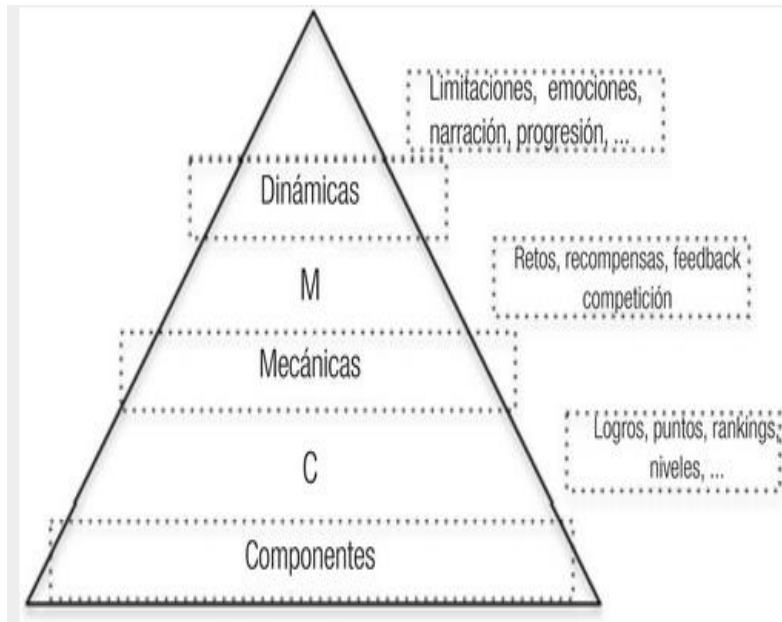 Limitaciones, emociones,
narración, progresión, ...
Dinámicas
M
Retos, recompensas, feedback
competición
Mecánicas
C
Logros, puntos, rankings,
niveles, ...
Componentes